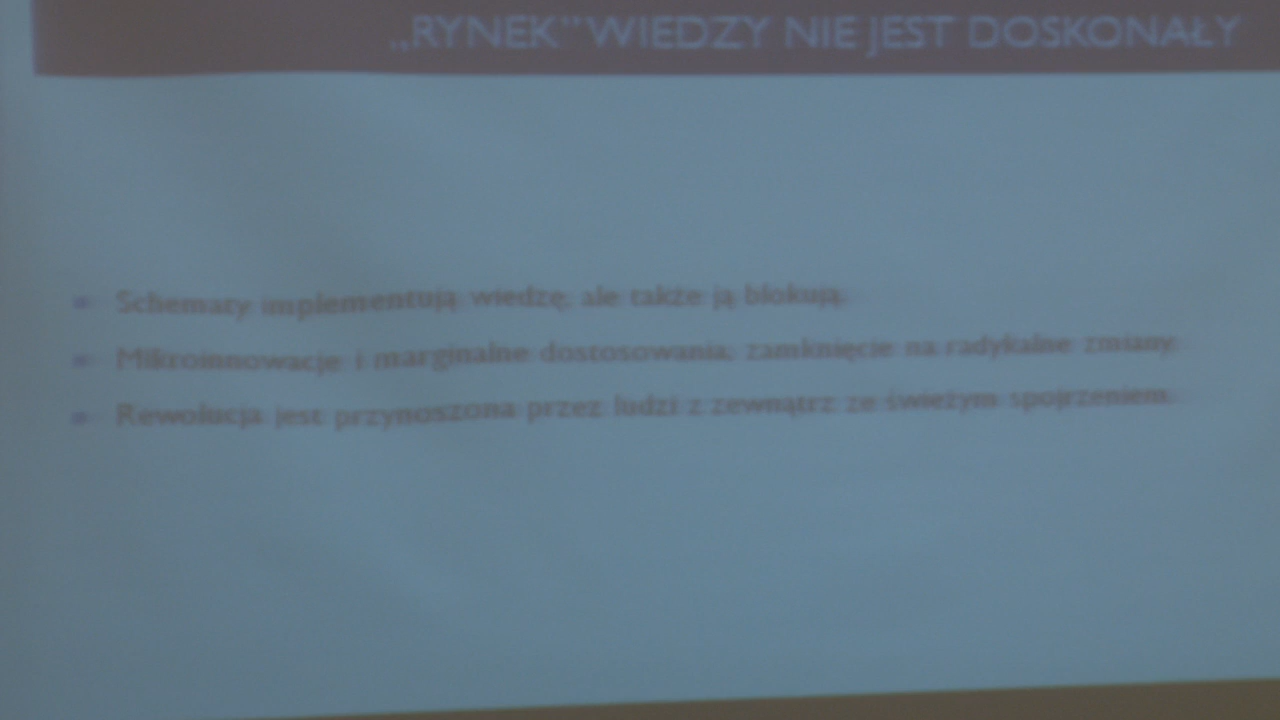 „RYNEK” WIEDZY NIE JEST DOSKONAŁY
Schematy implementują wiedzę, ale także ją blokują.
Mikroinnowacje i marginalne dostosowania, zamknięcie na radykalne zmiany.
Rewolucja jest przynoszona przez ludzi z zewnątrz ze świeżym spojrzeniem.